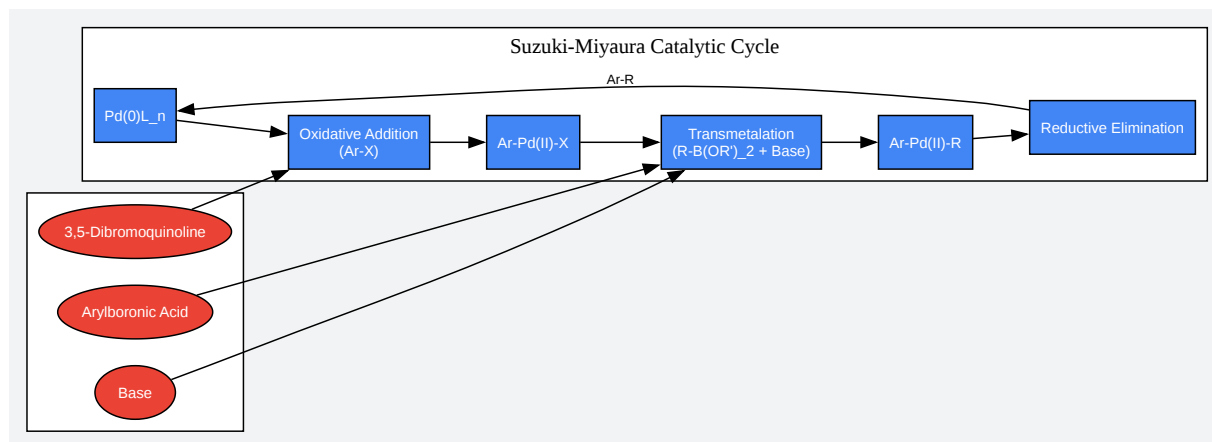 Suzuki-Miyaura Catalytic Cycle
Ar-R
Pd(0)L_n
Oxidative Addition
(Ar-X)
Ar-Pd(II)-X
Transmetalation
(R-B(OR')_2 + Base)
Ar-Pd(II)-R
Reductive Elimination
3,5-Dibromoquinoline
Arylboronic Acid
Base